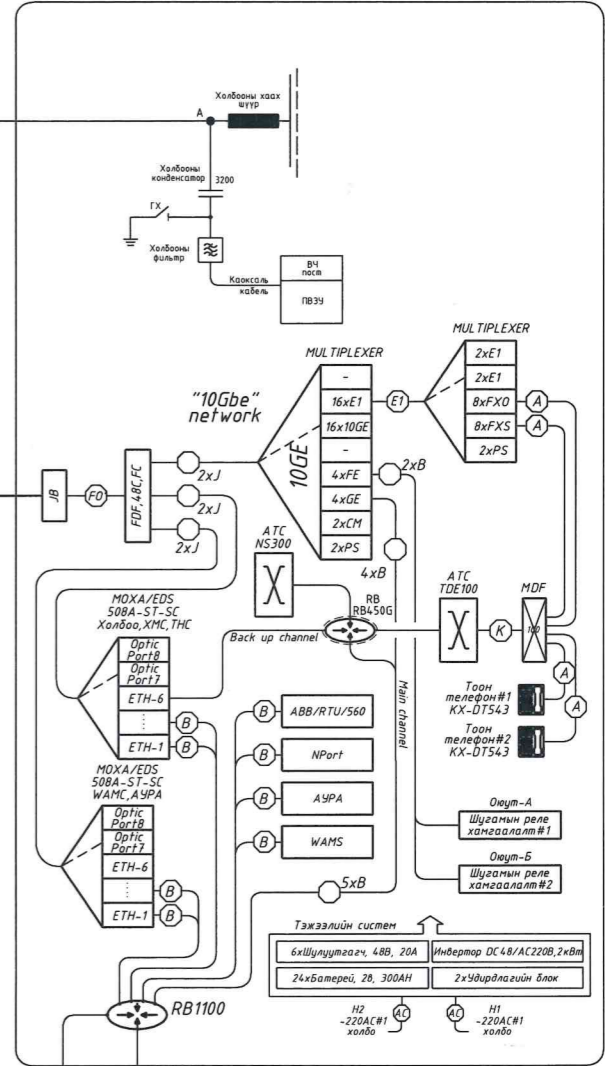 Холбооны хаах
шүүр
A
Холбооны
конденсатор
3200
ГХ
Холбооны
фильтр
Каоксаль
кабель
ВЧ
пост
ПВЗУ
MULTIPLEXER
2xE1
2xE1
8xFXO
8xFXS
2xPS
A
A
MULTIPLEXER
-
16xE1
16x10GE
-
4xFE
4xGE
2xCM
2xPS
10GE
E1
"10Gbe"
network
2xB
4xB
JB
FO
FDF,48C,FC
2xJ
2xJ
2xJ
ATC
NS300
RB
RB450G
ATC
TDE100
K
MDF
100
A
A
Тоон
телефон#1
KX-DT543
Тоон
телефон#2
KX-DT543
MOXA/EDS
508A-ST-SC
Холбоо,ХМС,ТНС
Optic
Port8
Optic
Port7
ETH-6
ETH-1
B
B
Back up channel
Main channel
MOXA/EDS
508A-ST-SC
WAMC,АУРА
Optic
Port8
Optic
Port7
ETH-6
ETH-1
B
B
B
ABB/RTU/560
B
NPort
B
АУРА
B
WAMS
5xB
Оюут-А
Шугамын реле
хамгаалалт#1
Оюут-Б
Шугамын реле
хамгаалалт#2
Тэжээлийн систем
6xШулуутгагч, 48В, 20А
Инвертор DC48/AC220В,2кВт
24xБатерей, 2в, 300АН
2xУдирдлагийн блок
Н2
~220AC#1
холбо
AC
AC
Н1
~220AC#1
холбо
RB1100